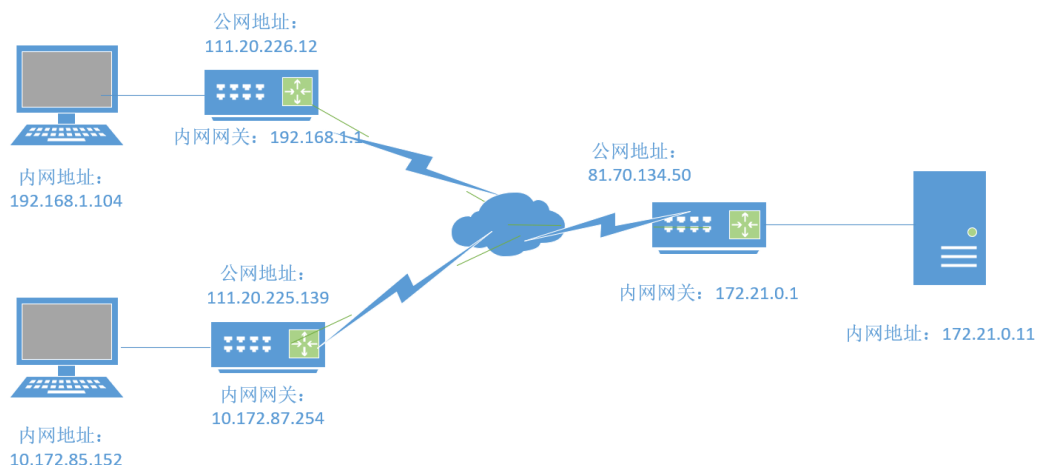 公网地址：
111.20.226.12
内网网关：192.168.1.1
内网地址：
192.168.1.104
公网地址：
81.70.134.50
内网网关：172.21.0.1
内网地址：172.21.0.11
公网地址：
111.20.225.139
内网网关：
10.172.87.254
内网地址：
10.172.85.152